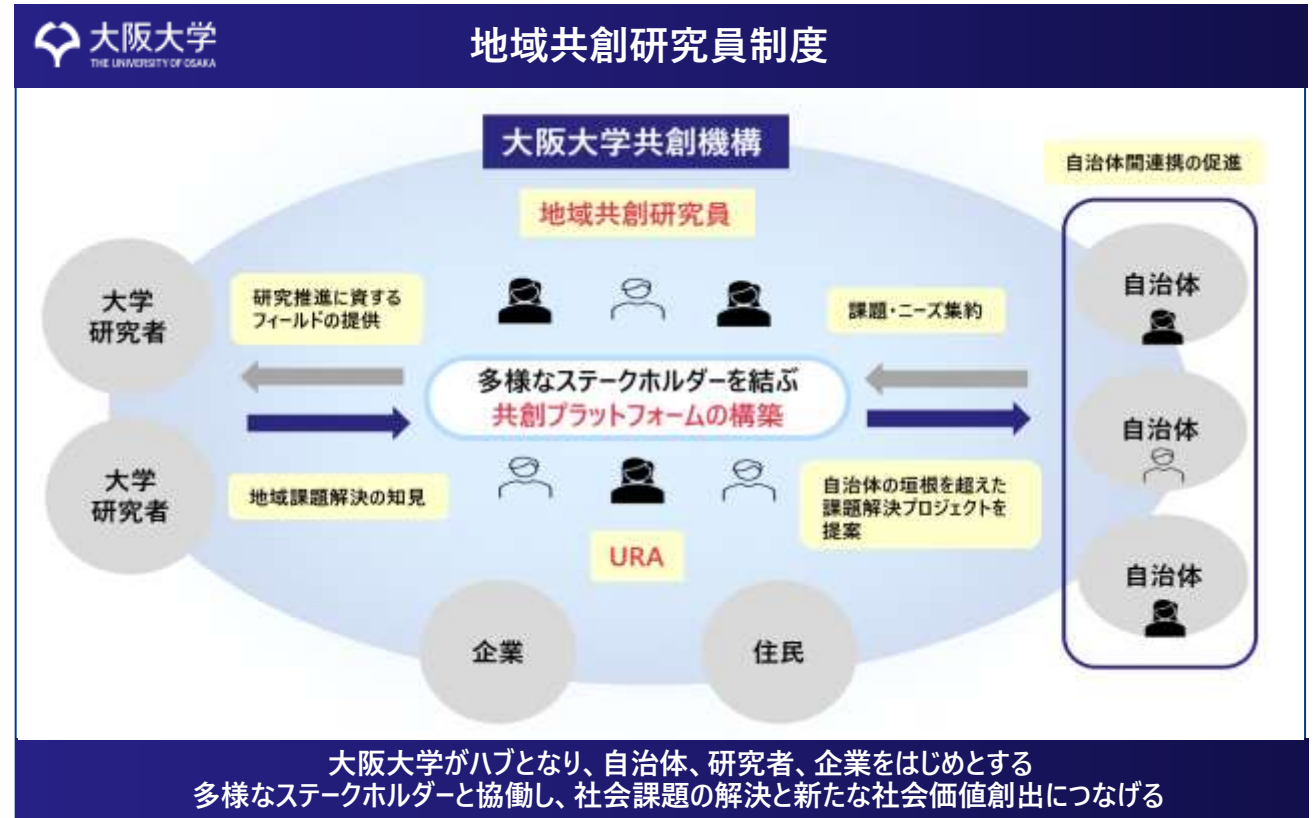 大阪大学
THE UNIVERSITY OF OSAKA
地域共創研究員制度
大阪大学共創機構
自治体間連携の促進
地域共創研究員
大学
研究者
研究推進に資する
フィールドの提供
課題・ニーズ集約
自治体
多様なステークホルダーを結ぶ
共創プラットフォームの構築
自治体
大学
研究者
地域課題解決の知見
自治体の垣根を超えた
課題解決プロジェクトを
提案
URA
自治体
企業
住民
大阪大学がハブとなり、自治体、研究者、企業をはじめとする
多様なステークホルダーと協働し、社会課題の解決と新たな社会価値創出につなげる